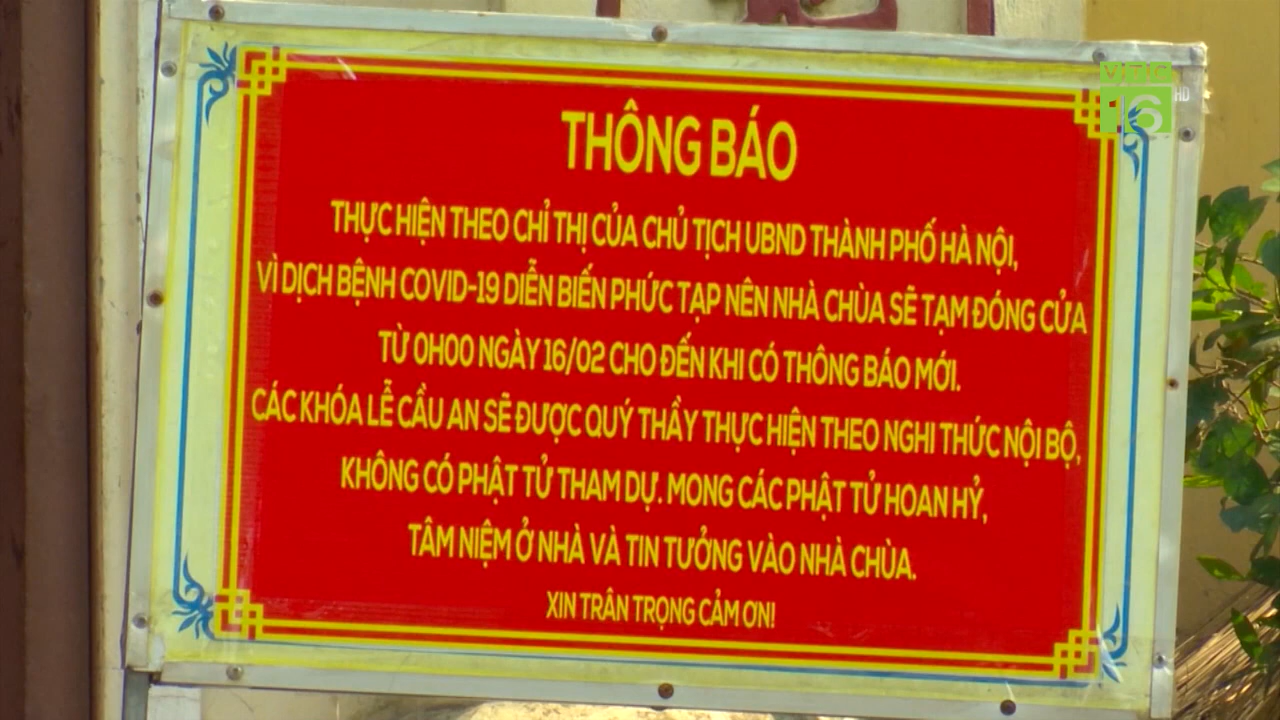 VTC
16
HD
THÔNG BÁO
THỰC HIỆN THEO CHỈ THỊ CỦA CHỦ TỊCH UBND THÀNH PHỐ HÀ NỘI,
VÌ DỊCH BỆNH COVID-19 DIỄN BIẾN PHỨC TẠP NÊN NHÀ CHÙA SẼ TẠM ĐÓNG CỬA
TỪ 0H00 NGÀY 16/02 CHO ĐẾN KHI CÓ THÔNG BÁO MỚI.
CÁC KHÓA LỄ CẦU AN SẼ ĐƯỢC QUÝ THẦY THỰC HIỆN THEO NGHI THỨC NỘI BỘ,
KHÔNG CÓ PHẬT TỬ THAM DỰ. MONG CÁC PHẬT TỬ HOAN HỶ,
TÂM NIỆM Ở NHÀ VÀ TIN TƯỞNG VÀO NHÀ CHÙA.
XIN TRÂN TRỌNG CẢM ƠN!